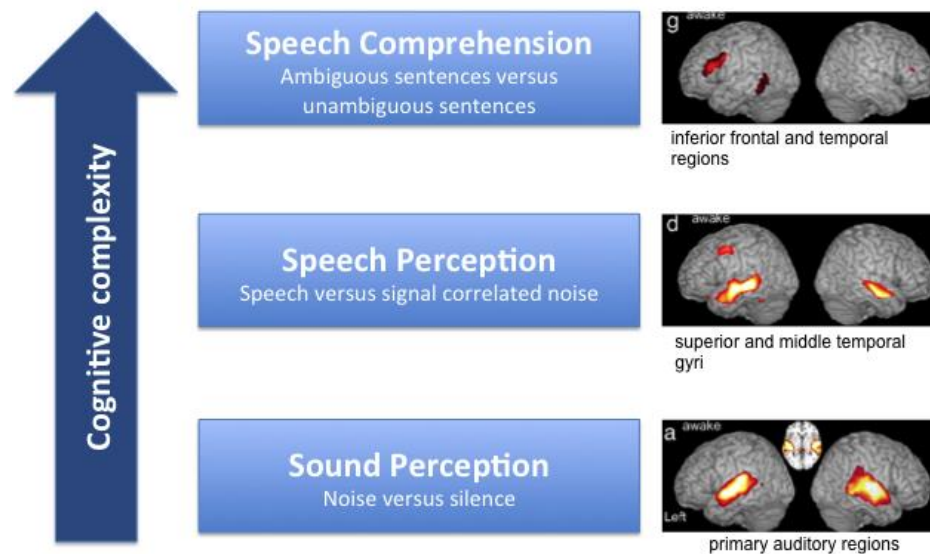 Cognitive complexity
Speech Comprehension
Ambiguous sentences versus
unambiguous sentences
g awake
inferior frontal and temporal
regions
Speech Perception
Speech versus signal correlated noise
d awake
superior and middle temporal
gyri
Sound Perception
Noise versus silence
a awake
Left
primary auditory regions